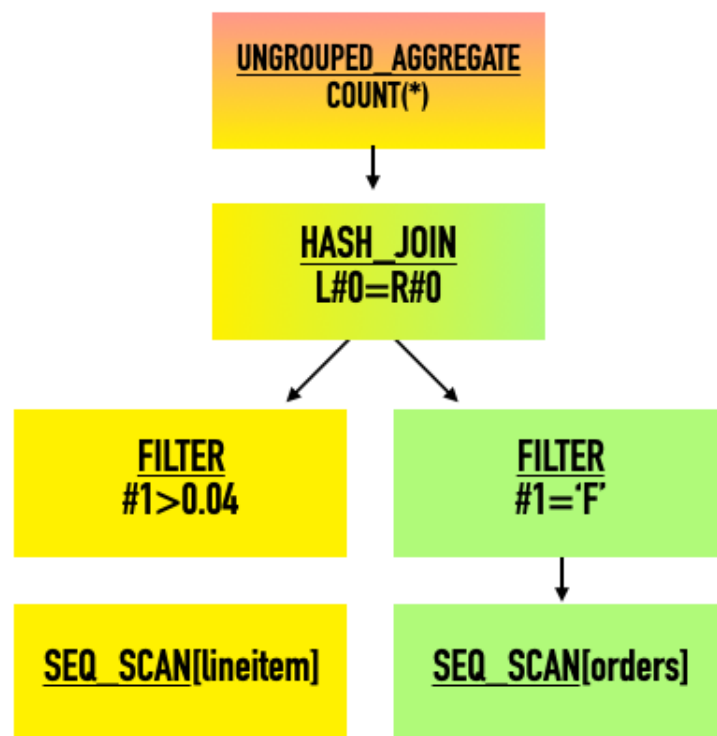 UNGROUPED_AGGREGATE
COUNT(*)
HASH_JOIN
L#0=R#0
FILTER
#1>0.04
FILTER
#1=‘F’
SEQ_SCAN[lineitem]
SEQ_SCAN[orders]